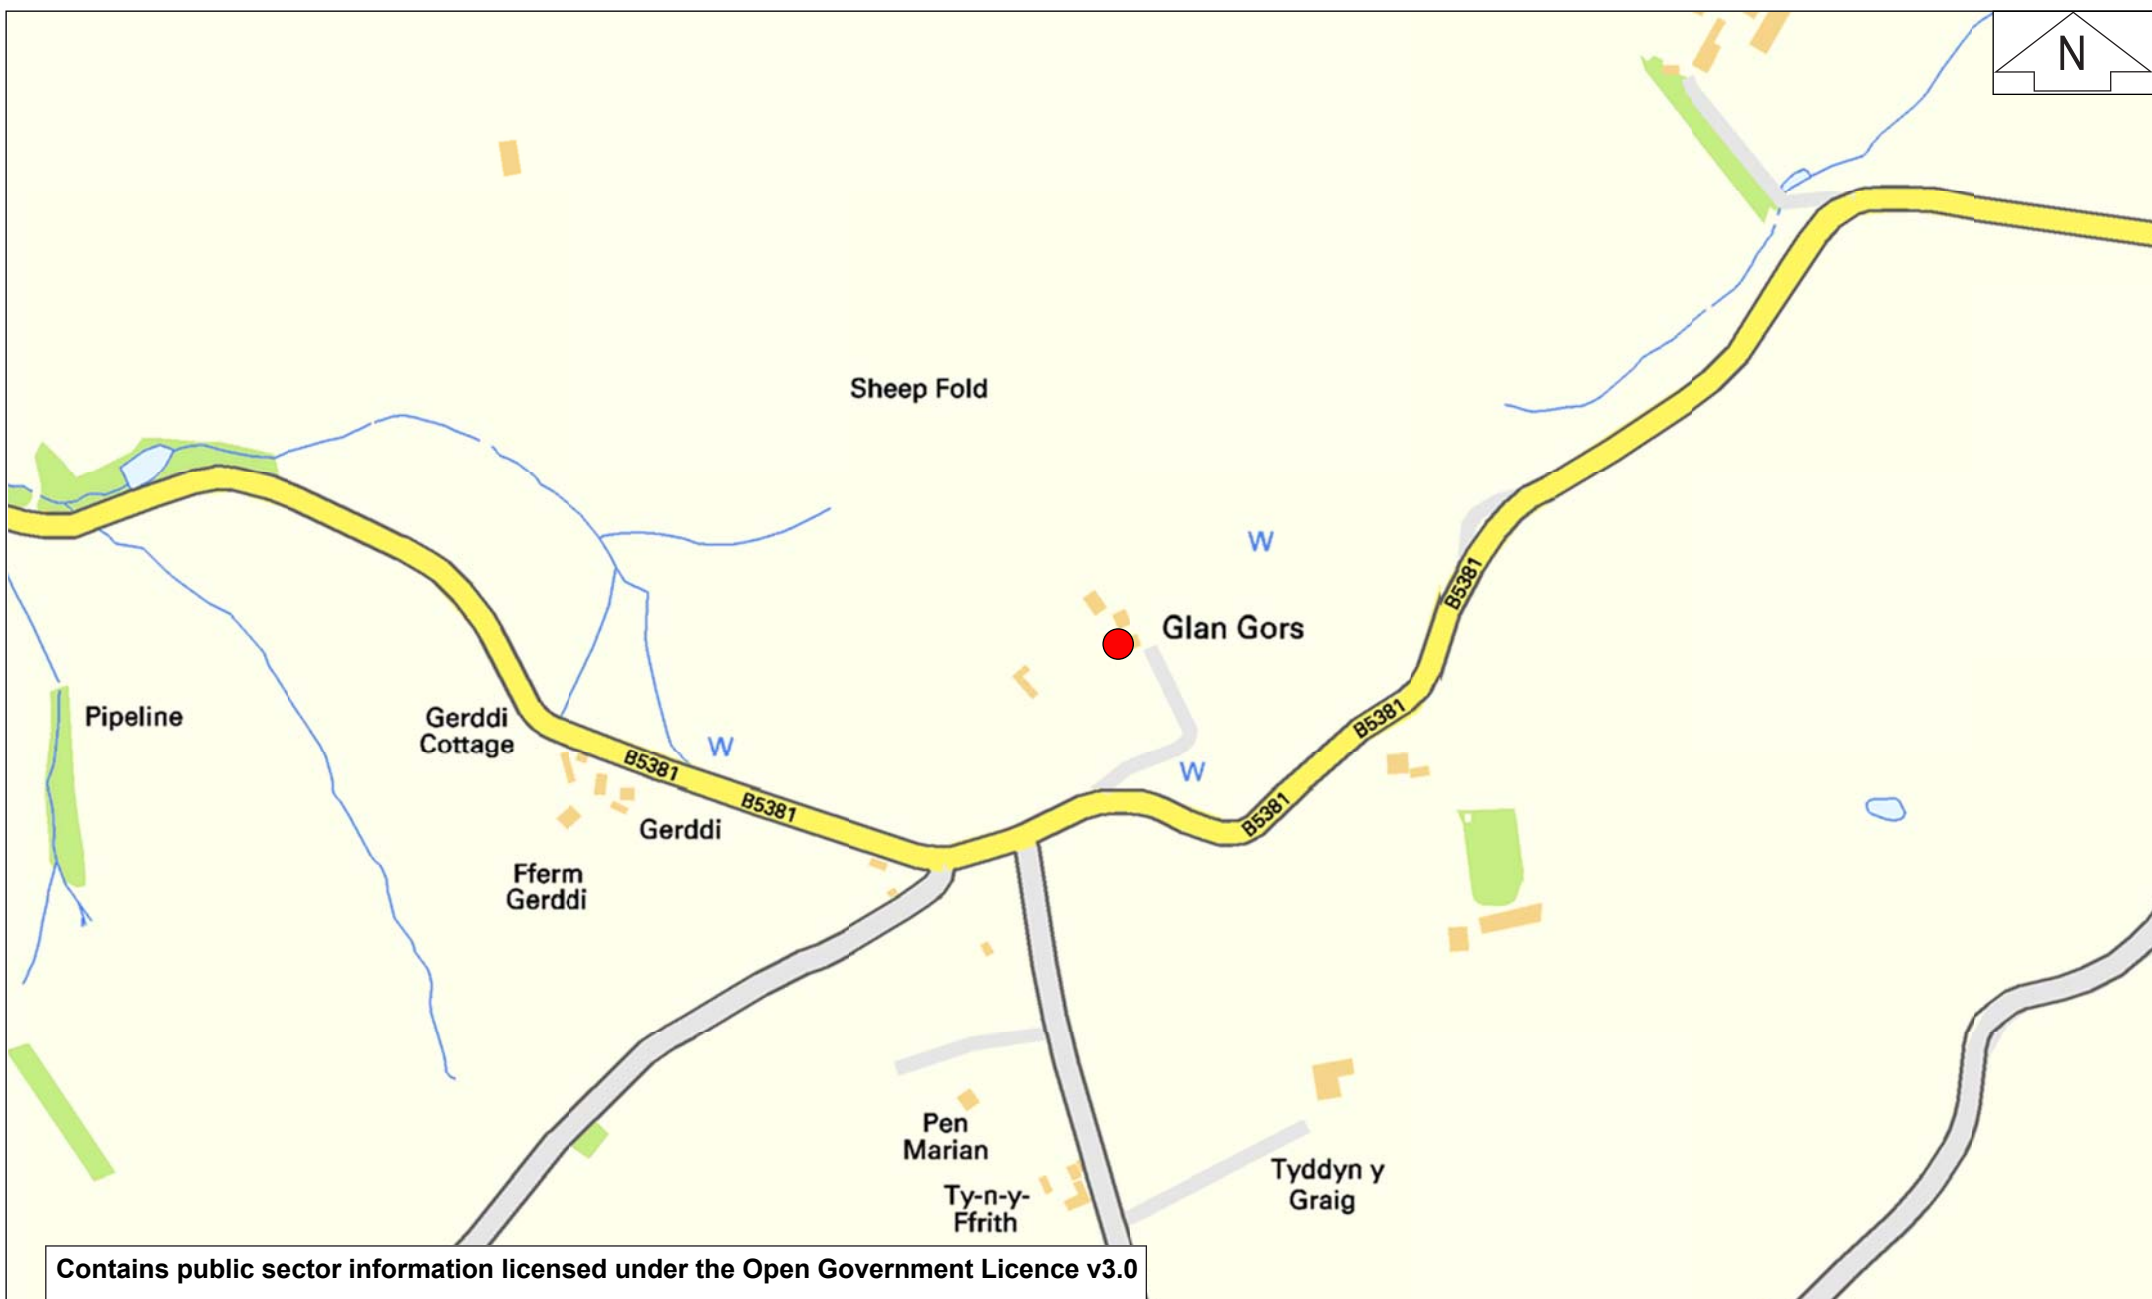 N
Sheep Fold
W
B5381
Glan Gors
Pipeline
Gerddi
Cottage
B5381
W
B5381
W
B5381
B5381
Gerddi
Fferm
Gerddi
Pen
Marian
Ty-n-y-
Ffrith
Tyddyn y
Graig
Contains public sector information licensed under the Open Government Licence v3.0